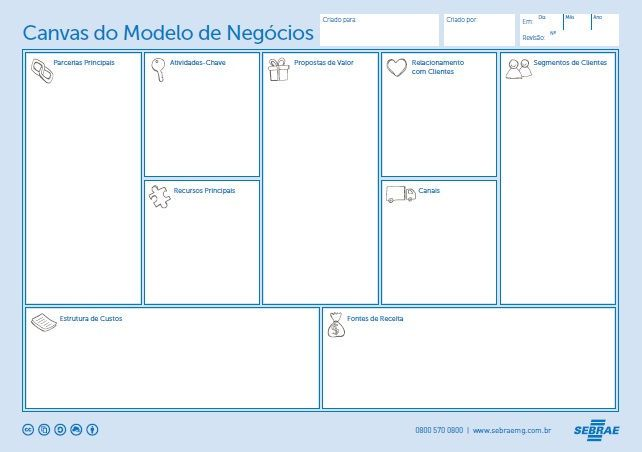 Canvas do Modelo de Negócios
Criado para
Criado por:
Em:
Dia
Mês
Ano
Revisão:
Nº
Parcerias Principais
Atividades-Chave
Propostas de Valor
Relacionamento
com Clientes
Segmentos de Clientes
Recursos Principais
Canais
Estrutura de Custos
Fontes de Receita
$
cc
0800 570 0800 | www.sebraemg.com.br
SEBRAE